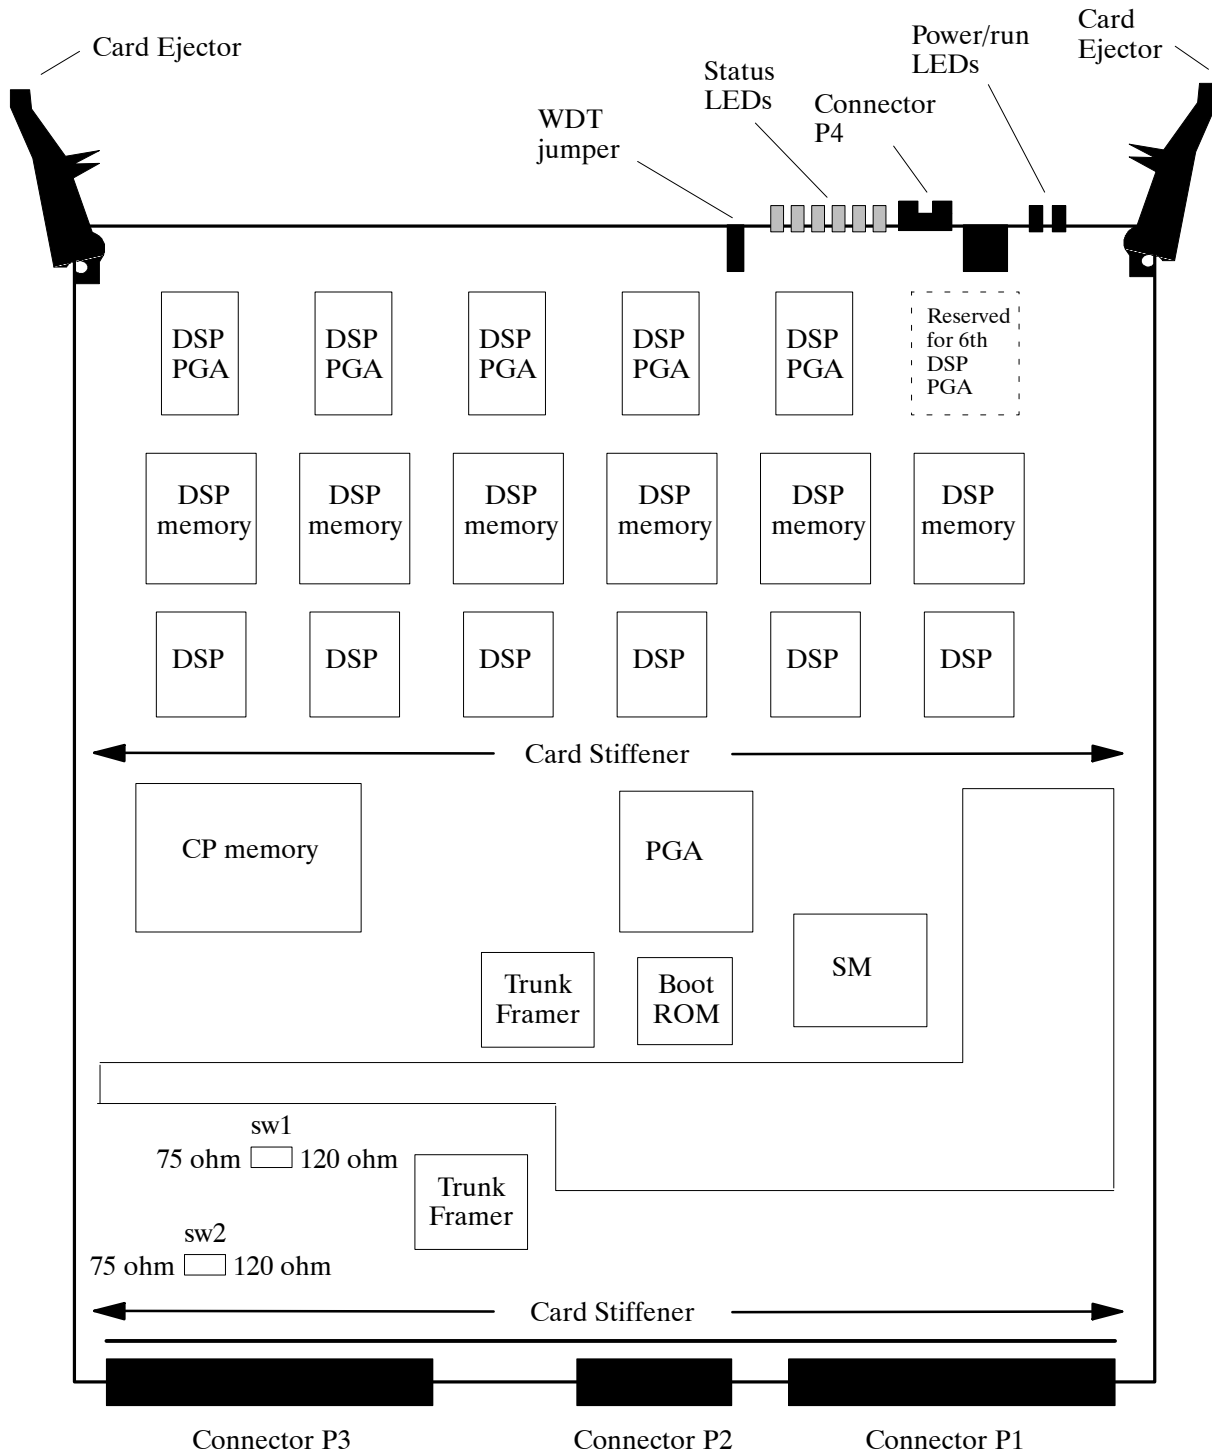 Card Ejector
Card
Ejector
Power/run
LEDs
Status
LEDs
Connector
P4
WDT
jumper
DSP
PGA
DSP
PGA
DSP
PGA
DSP
PGA
DSP
PGA
Reserved
for 6th
DSP
PGA
DSP
memory
DSP
memory
DSP
memory
DSP
memory
DSP
memory
DSP
memory
DSP
DSP
DSP
DSP
DSP
DSP
Card Stiffener
CP memory
PGA
SM
Trunk
Framer
Boot
ROM
sw1
75 ohm 120 ohm
Trunk
Framer
sw2
75 ohm 120 ohm
Card Stiffener
Connector P3
Connector P2
Connector P1